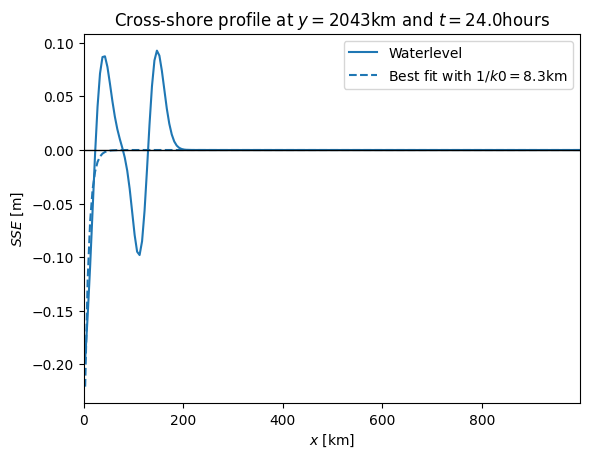 Cross-shore profile at y = 2043km and t = 24.0hours
Waterlevel
Best fit with 1/k0 = 8.3km
0.10
0.05
0.00
−0.05
−0.10
−0.15
−0.20
SSE [m]
0 200 400 600 800
x [km]